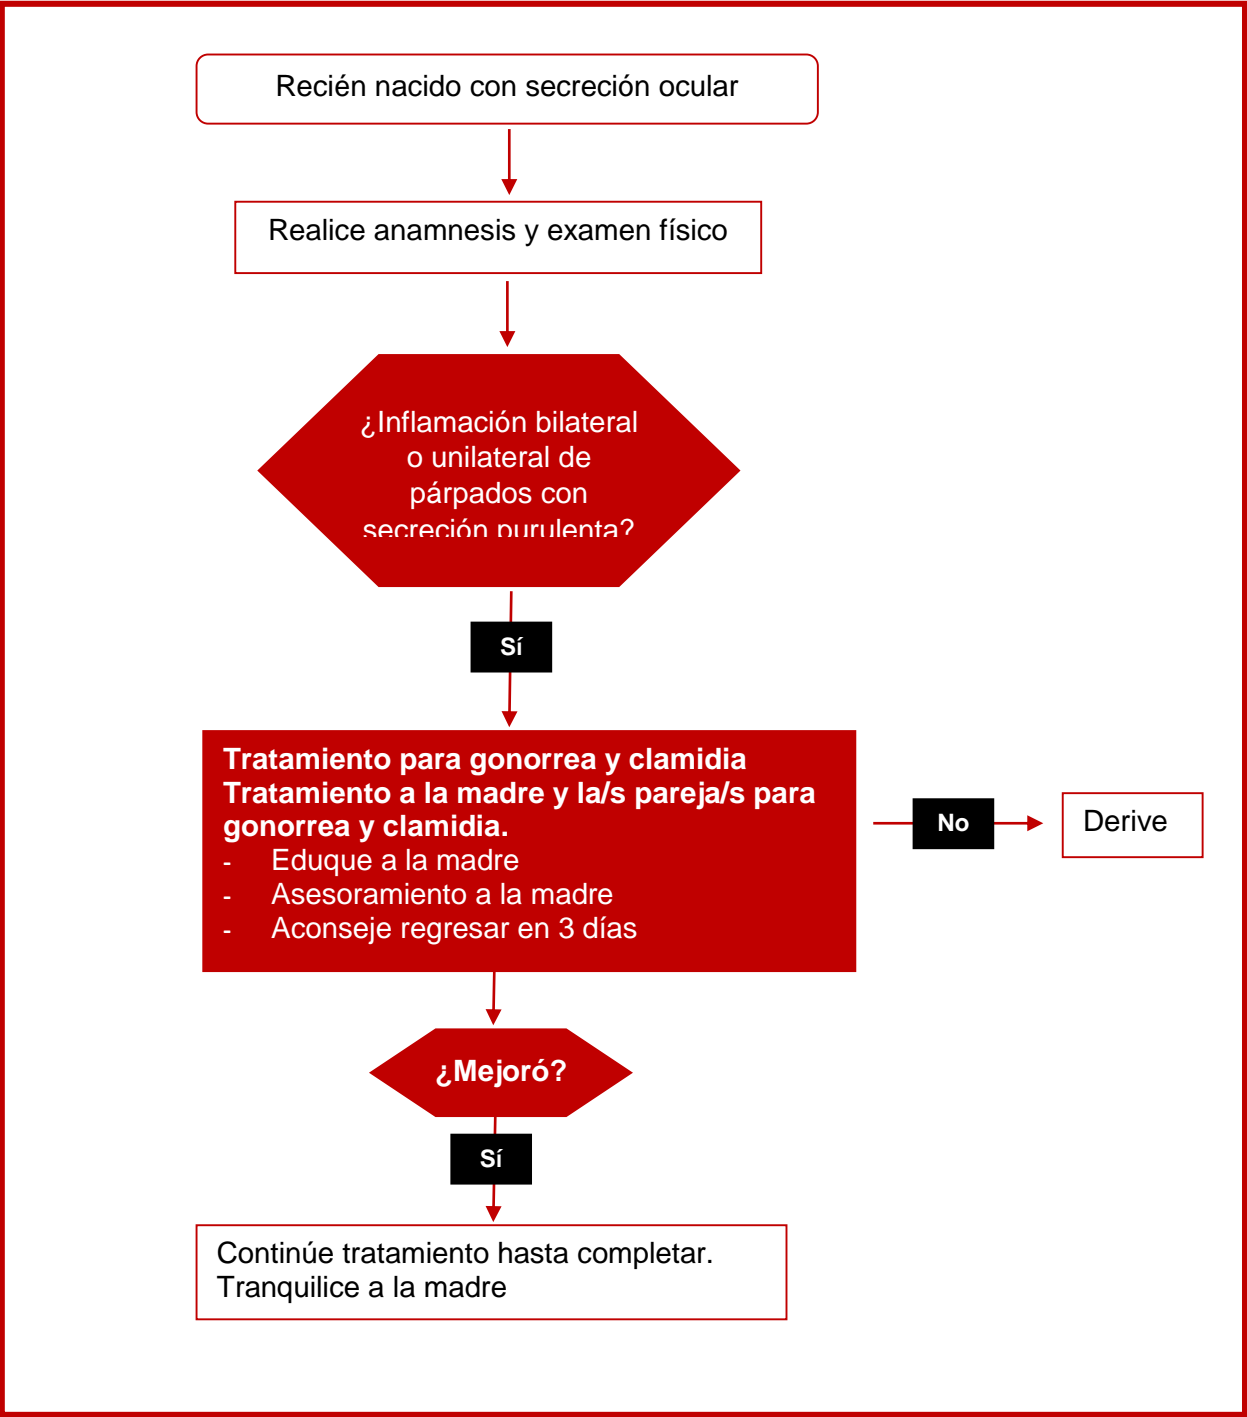 Recién nacido con secreción ocular
Realice anamnesis y examen físico
¿Inflamación bilateral
o unilateral de
párpados con
secreción purulenta?
Sí
Tratamiento para gonorrea y clamidia
Tratamiento a la madre y la/s pareja/s para
gonorrea y clamidia.
- Eduque a la madre
- Asesoramiento a la madre
- Aconseje regresar en 3 días
No
Derive
¿Mejoró?
Sí
Continúe tratamiento hasta completar.
Tranquilice a la madre